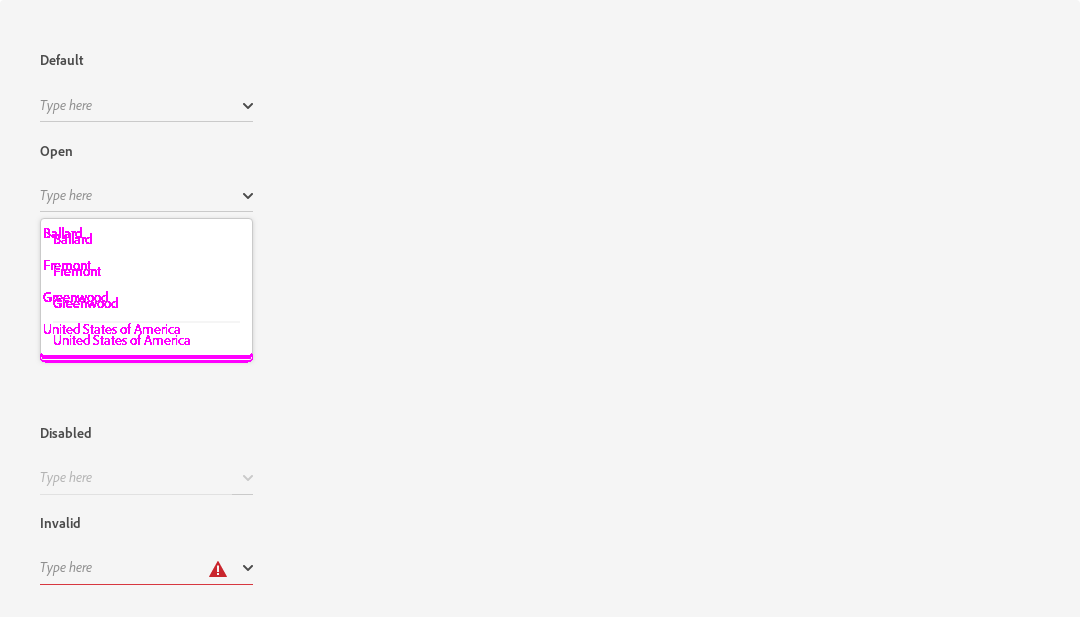 Default
Type here
Open
Type here
Ballard
Ballard
Fremont
Fremont
Greenwood
Greenwood
United States of America
United States of America
Disabled
Type here
Invalid
Type here